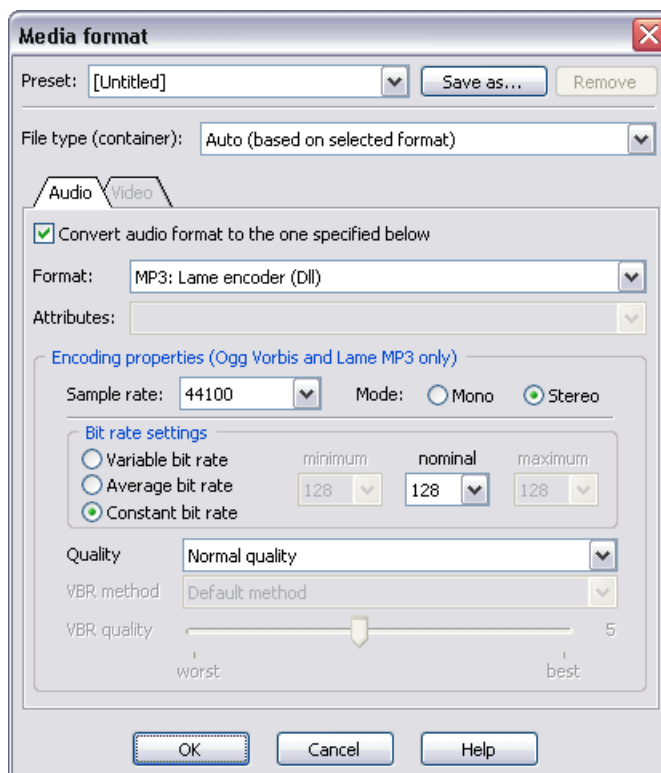 Media format
Preset: [Untitled] Save as... Remove
File type (container): Auto (based on selected format)
Audio Video
Convert audio format to the one specified below
Format: MP3: Lame encoder (Dll)
Attributes:
Encoding properties (Ogg Vorbis and Lame MP3 only)
Sample rate: 44100 Mode: Mono Stereo
Bit rate settings
Variable bit rate minimum nominal maximum
Average bit rate 128 128 128
Constant bit rate
Quality Normal quality
VBR method Default method
VBR quality 5
worst best
OK Cancel Help